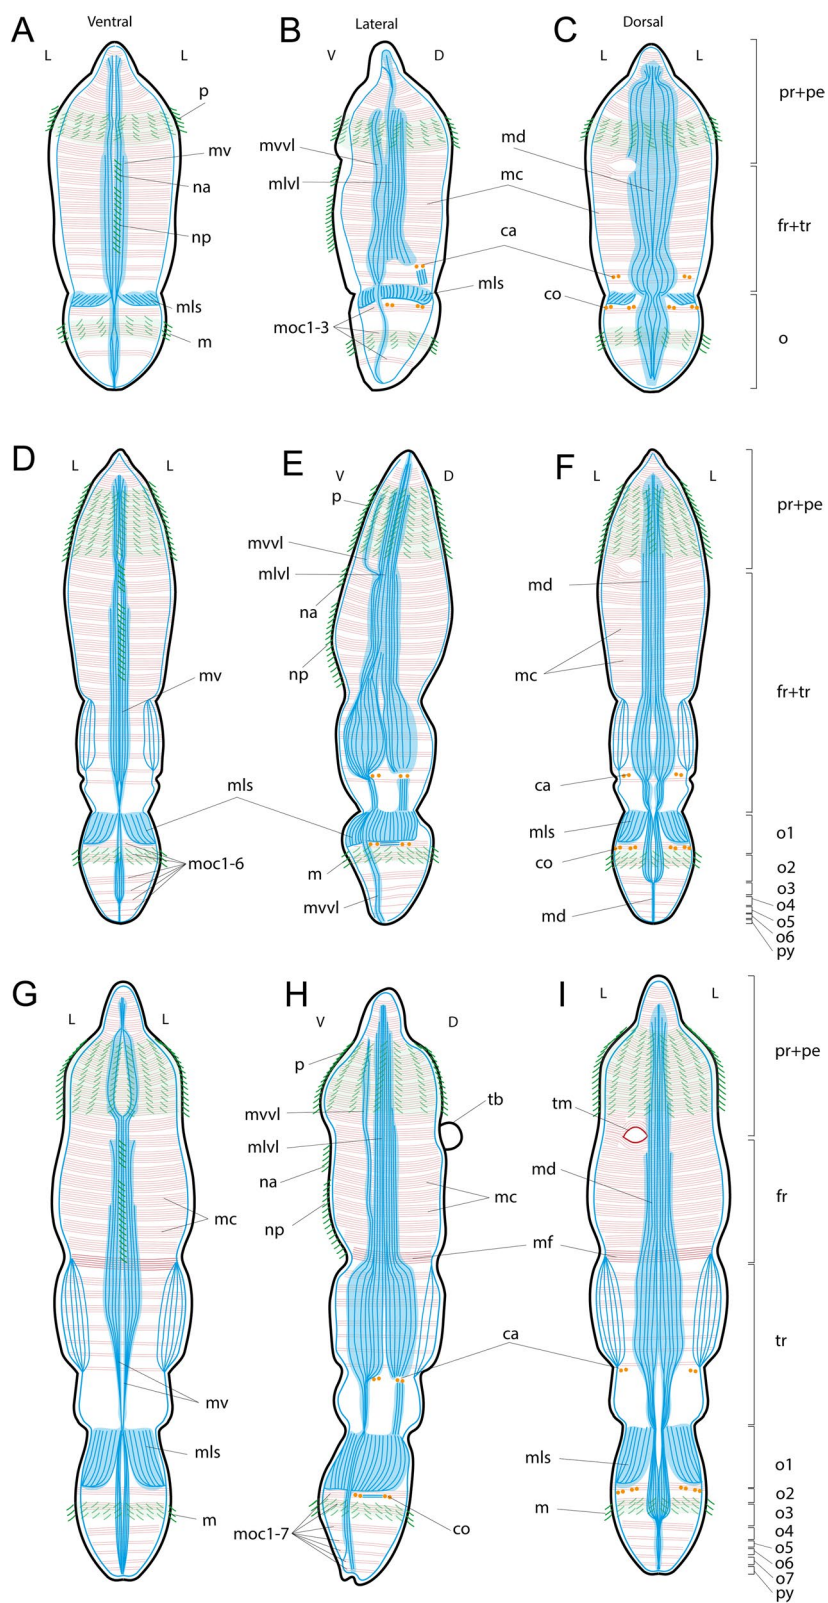 A Ventral B Lateral C Dorsal
L L V D L L
pr+pe
p
mvvl
md
mv
mlvl
mc
na
fr+tr
np
ca
mls
co
mls
moc1-3
m
o
D E F
L L V D L L
p
pr+pe
mvvl
mlvl
md
na
np
mv
mc
fr+tr
mls
ca
mls
o1
moc1-6
co
o2
m
o3
mvvl
md
o4
o5
o6
py
G H I
L L V D L L
pr+pe
p
tb
mvvl
tm
mlvl
na
md
mc
mc
fr
np
mf
ca
tr
mv
mls
mls
o1
o2
m
m
o3
moc1-7
co
o4
o5
o6
o7
py